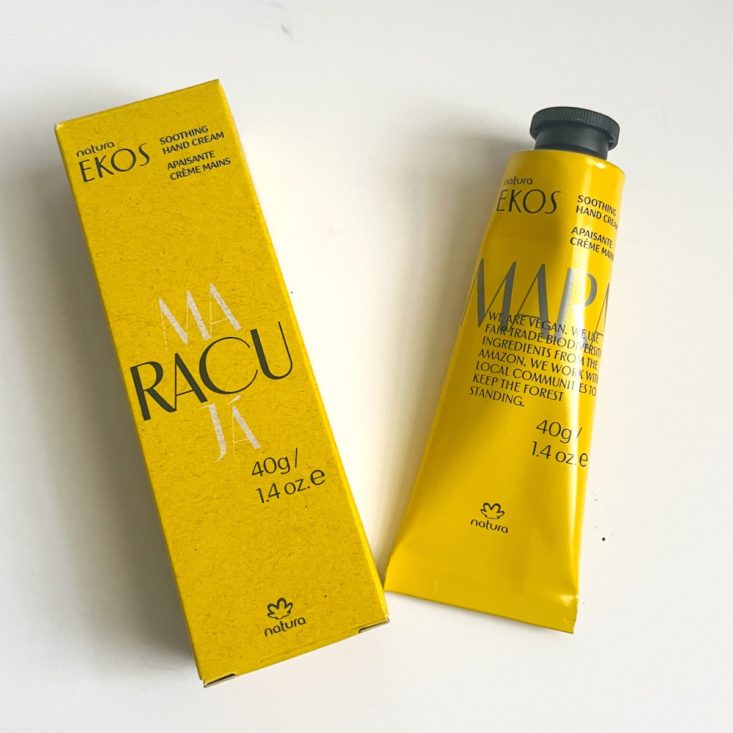 natura
EKOS
SOOTHING
HAND CREAM
APAISANTE
CRÈME MAINS
MA
RACU
JÁ
40g/
1.4 oz.e
natura
natura
EKOS
SOOTHING
HAND CREAM
APAISANTE
CRÈME MAINS
MARA
WE ARE VEGAN. WE USE
FAIR TRADE BIODIVERSITY
INGREDIENTS FROM THE
AMAZON. WE WORK WITH
LOCAL COMMUNITIES TO
KEEP THE FOREST
STANDING.
40g/
1.4 oz.e
natura